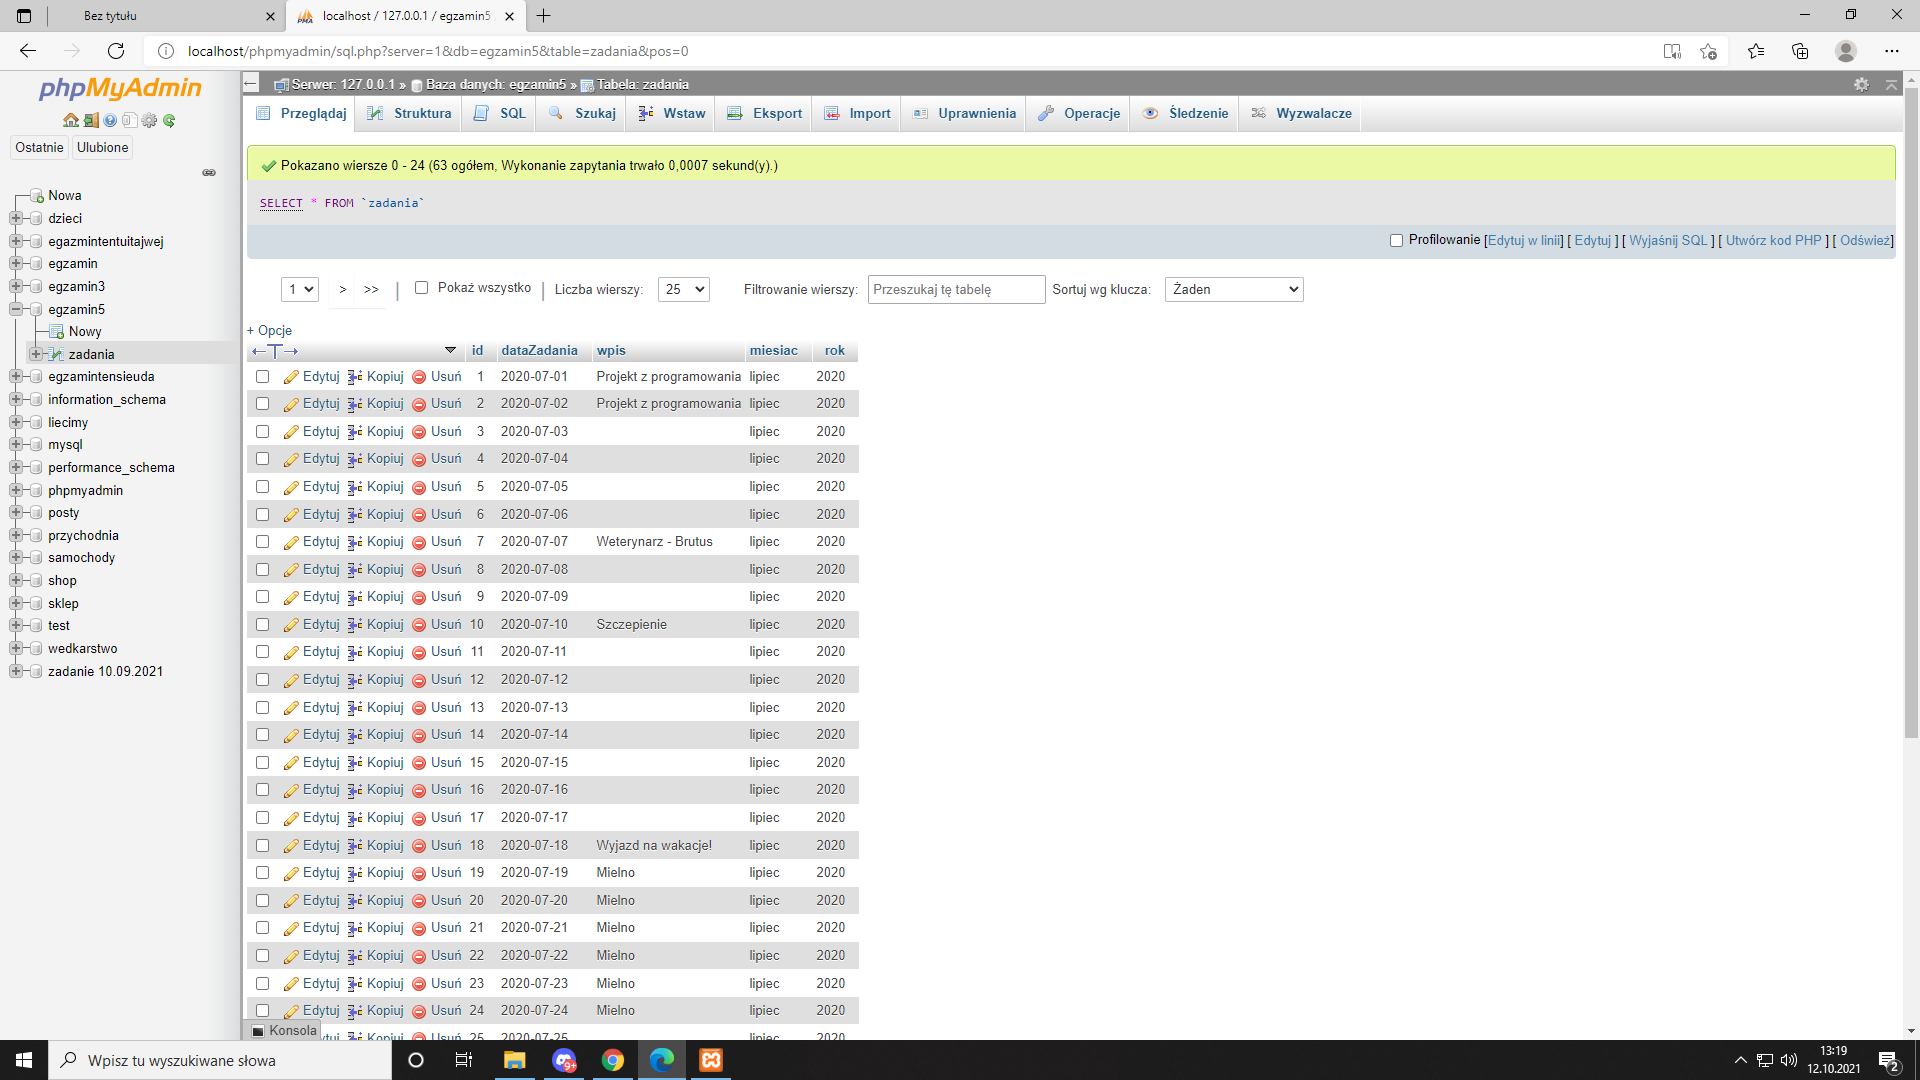 Bez tytułu
localhost / 127.0.0.1 / egzamin5
localhost/phpmyadmin/sql.php?server=1&db=egzamin5&table=zadania&pos=0
phpMyAdmin
Ostatnie Ulubione
Nowa
dzieci
egazmintentuitajwej
egzamin
egzamin3
egzamin5
Nowy
zadania
egzamintensieuda
information_schema
liecimy
mysql
performance_schema
phpmyadmin
posty
przychodnia
samochody
shop
sklep
test
wedkarstwo
zadanie 10.09.2021
Serwer: 127.0.0.1 » Baza danych: egzamin5 » Tabela: zadania
Przeglądaj Struktura SQL Szukaj Wstaw Eksport Import Uprawnienia Operacje Śledzenie Wyzwalacze
Pokazano wiersze 0 - 24 (63 ogółem, Wykonanie zapytania trwało 0,0007 sekund(y).)
SELECT * FROM `zadania`
Profilowanie [Edytuj w linii] [ Edytuj ] [ Wyjaśnij SQL ] [ Utwórz kod PHP ] [ Odśwież]
1 > >> | Pokaż wszystko | Liczba wierszy: 25 Filtrowanie wierszy: Przeszukaj tę tabelę Sortuj wg klucza: Żaden
+ Opcje
←T→ id dataZadania wpis miesiac rok
Edytuj Kopiuj Usuń 1 2020-07-01 Projekt z programowania lipiec 2020
Edytuj Kopiuj Usuń 2 2020-07-02 Projekt z programowania lipiec 2020
Edytuj Kopiuj Usuń 3 2020-07-03 lipiec 2020
Edytuj Kopiuj Usuń 4 2020-07-04 lipiec 2020
Edytuj Kopiuj Usuń 5 2020-07-05 lipiec 2020
Edytuj Kopiuj Usuń 6 2020-07-06 lipiec 2020
Edytuj Kopiuj Usuń 7 2020-07-07 Weterynarz - Brutus lipiec 2020
Edytuj Kopiuj Usuń 8 2020-07-08 lipiec 2020
Edytuj Kopiuj Usuń 9 2020-07-09 lipiec 2020
Edytuj Kopiuj Usuń 10 2020-07-10 Szczepienie lipiec 2020
Edytuj Kopiuj Usuń 11 2020-07-11 lipiec 2020
Edytuj Kopiuj Usuń 12 2020-07-12 lipiec 2020
Edytuj Kopiuj Usuń 13 2020-07-13 lipiec 2020
Edytuj Kopiuj Usuń 14 2020-07-14 lipiec 2020
Edytuj Kopiuj Usuń 15 2020-07-15 lipiec 2020
Edytuj Kopiuj Usuń 16 2020-07-16 lipiec 2020
Edytuj Kopiuj Usuń 17 2020-07-17 lipiec 2020
Edytuj Kopiuj Usuń 18 2020-07-18 Wyjazd na wakacje! lipiec 2020
Edytuj Kopiuj Usuń 19 2020-07-19 Mielno lipiec 2020
Edytuj Kopiuj Usuń 20 2020-07-20 Mielno lipiec 2020
Edytuj Kopiuj Usuń 21 2020-07-21 Mielno lipiec 2020
Edytuj Kopiuj Usuń 22 2020-07-22 Mielno lipiec 2020
Edytuj Kopiuj Usuń 23 2020-07-23 Mielno lipiec 2020
Edytuj Kopiuj Usuń 24 2020-07-24 Mielno lipiec 2020
Kopiuj Usuń 25 2020-07-25 lipiec 2020
Konsola
Wpisz tu wyszukiwane słowa
9+
13:19
12.10.2021
2